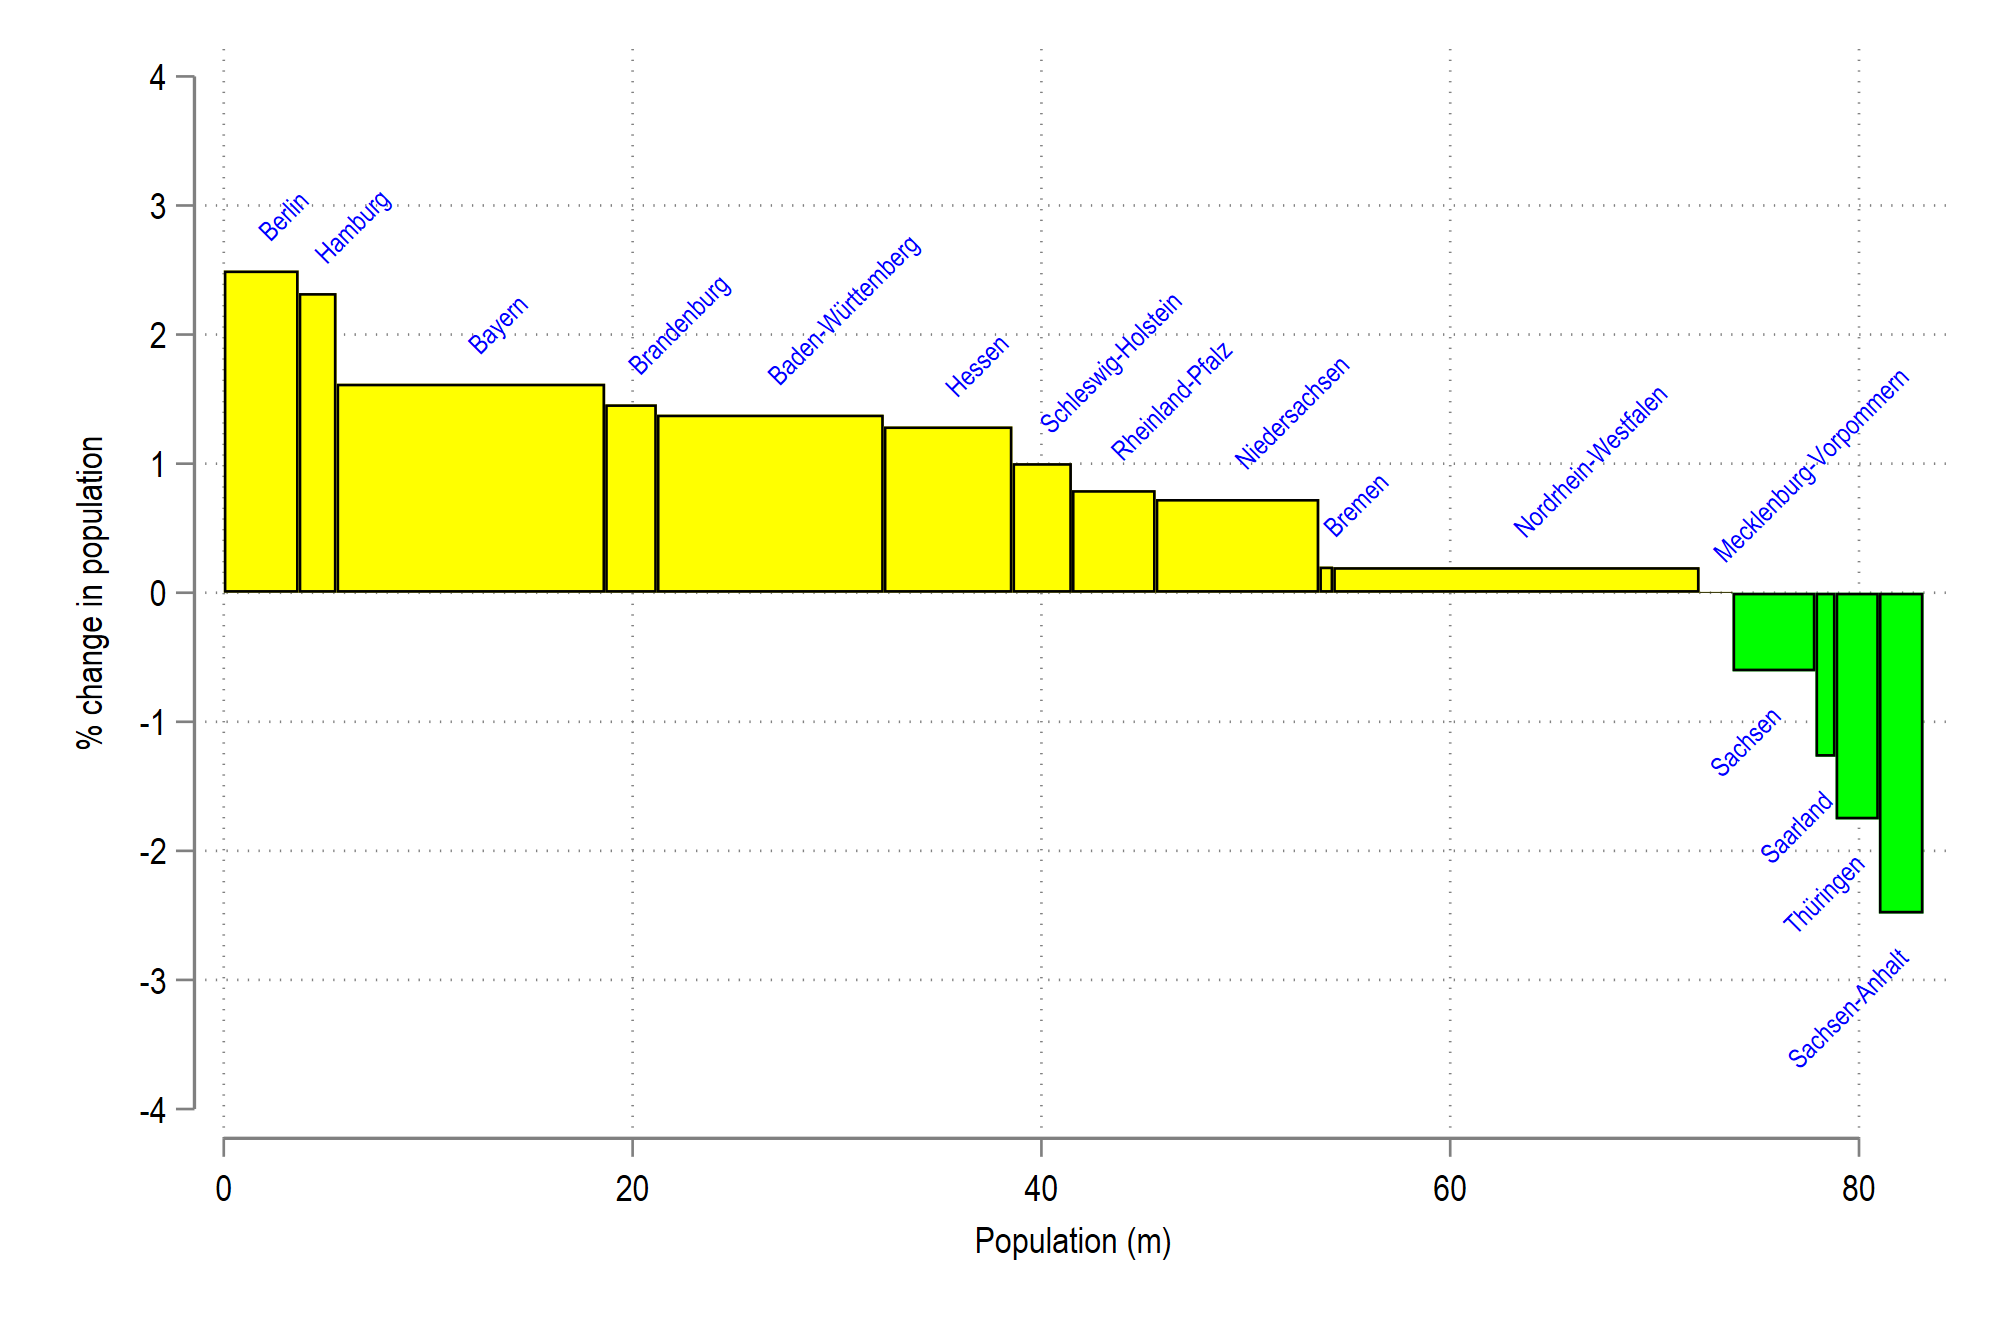 4
3
2
1
0
-1
-2
-3
-4
% change in population
Berlin
Hamburg
Bayern
Brandenburg
Baden-Württemberg
Hessen
Schleswig-Holstein
Rheinland-Pfalz
Niedersachsen
Bremen
Nordrhein-Westfalen
Mecklenburg-Vorpommern
Sachsen
Saarland
Thüringen
Sachsen-Anhalt
0
20
40
60
80
Population (m)